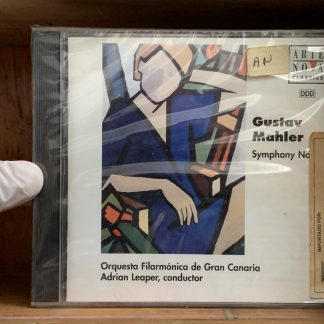 AN
ARTE
NOVA
CLASSICS
DDD
Gustav
Mahler
Symphony No
IMPORTADO POR:
Orquesta Filarmónica de Gran Canaria
Adrian Leaper, conductor